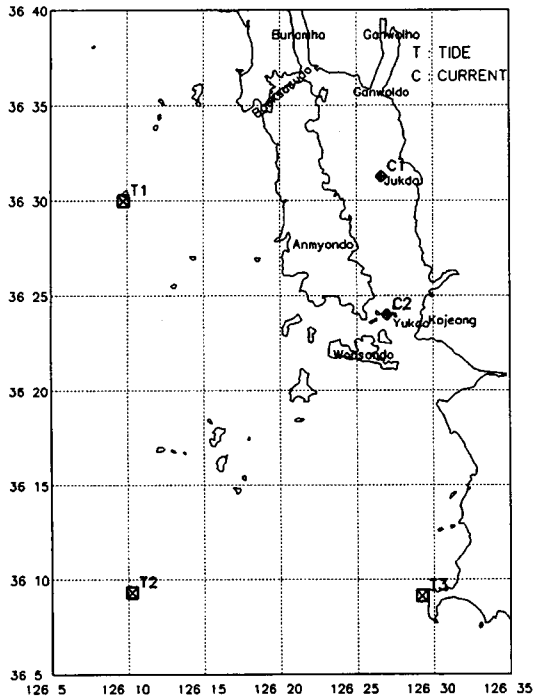 36 40
Bunamho
Ganwolho
T : TIDE
C : CURRENT
Ganwoldo
36 35
C1
Jukdo
T1
36 30
Anmyondo
36 25
C2
Yukdo
Kojeong
Wonsando
36 20
36 15
T2
T3
36 10
36 5
126 5
126 10
126 15
126 20
126 25
126 30
126 35